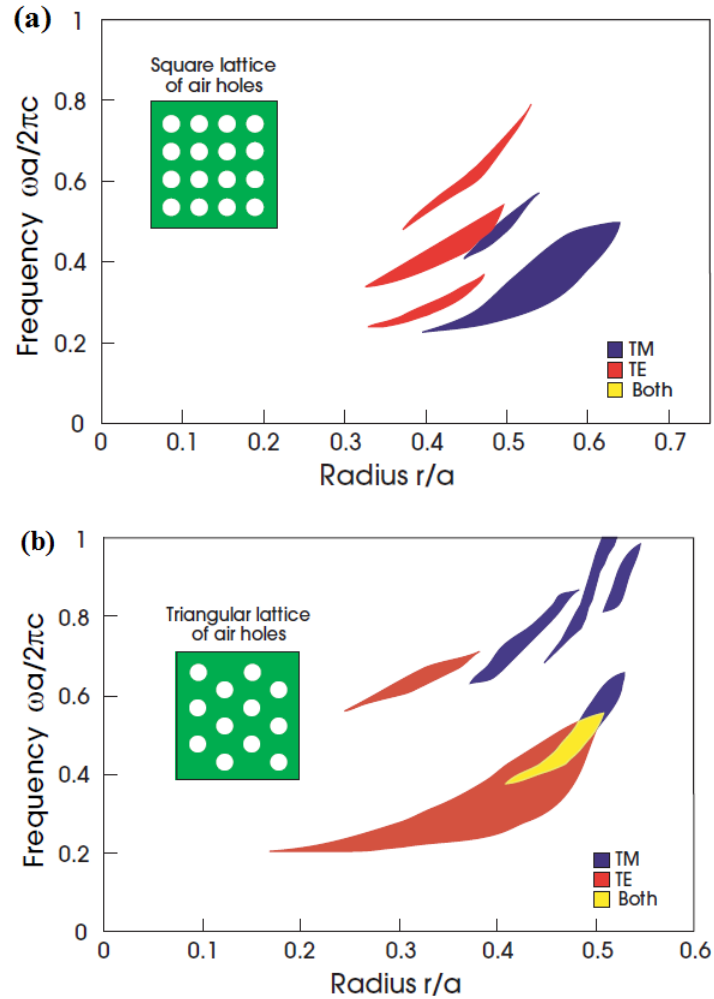 (a)
1
0.8
0.6
0.4
0.2
0
Frequency ωa/2πc
Square lattice
of air holes
TM
TE
Both
0 0.1 0.2 0.3 0.4 0.5 0.6 0.7
Radius r/a
(b)
1
0.8
0.6
0.4
0.2
0
Frequency ωa/2πc
Triangular lattice
of air holes
TM
TE
Both
0 0.1 0.2 0.3 0.4 0.5 0.6
Radius r/a